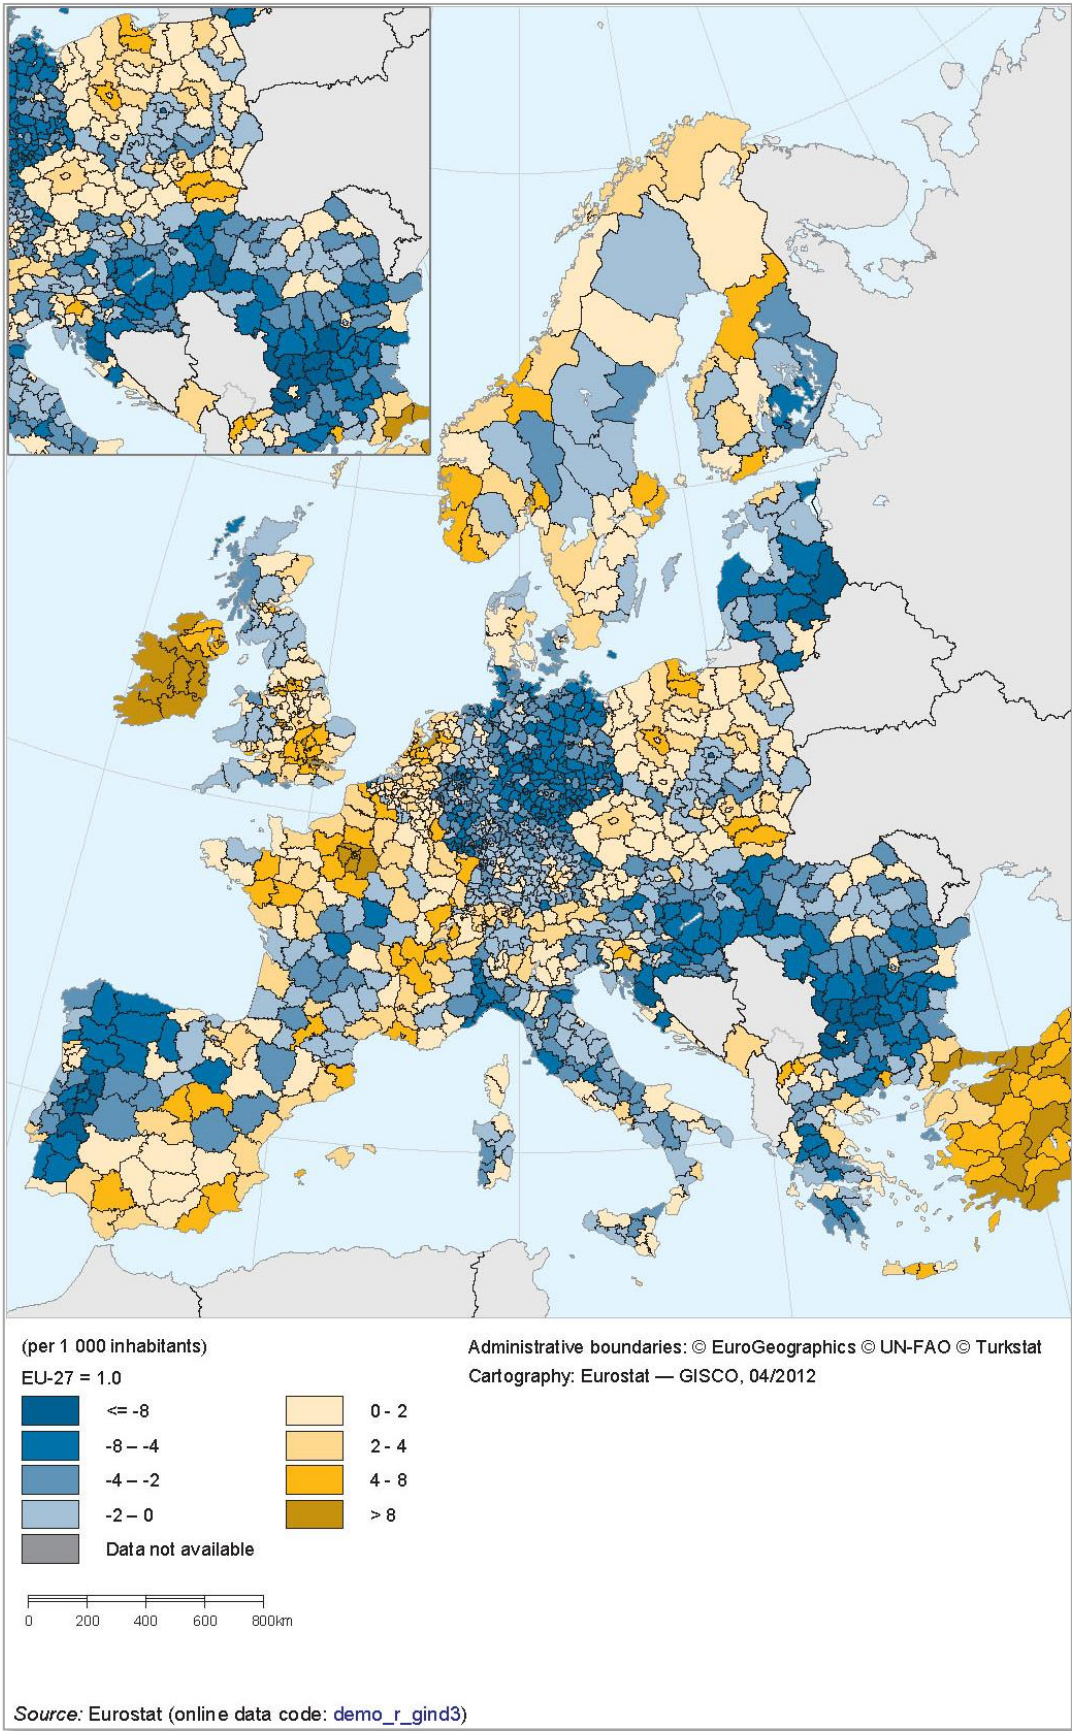 (per 1 000 inhabitants)
EU-27 = 1.0
<= -8
-8 – -4
-4 – -2
-2 – 0
Data not available
0 - 2
2 - 4
4 - 8
> 8
Administrative boundaries: © EuroGeographics © UN-FAO © Turkstat
Cartography: Eurostat — GISCO, 04/2012
0 200 400 600 800km
Source: Eurostat (online data code: demo_r_gind3)